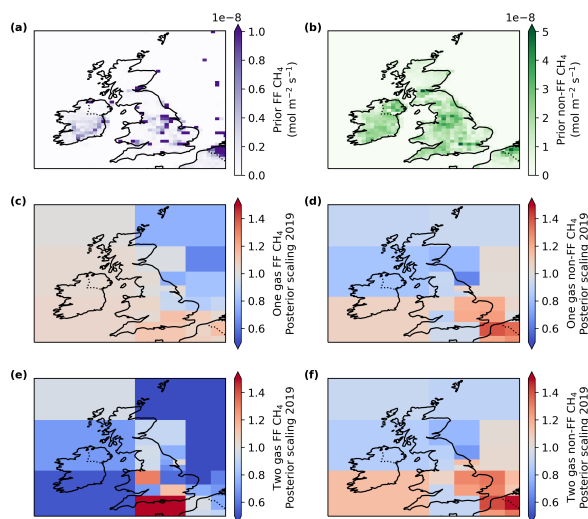 1e−8
1e−8
(a)
(b)
1.0
0.8
0.6
0.4
0.2
0.0
Prior FF CH4
(mol m−2 s−1)
5
4
3
2
1
0
Prior non-FF CH4
(mol m−2 s−1)
(c)
(d)
1.4
1.2
1.0
0.8
0.6
One gas FF CH4
Posterior scaling 2019
1.4
1.2
1.0
0.8
0.6
One gas non-FF CH4
Posterior scaling 2019
(e)
(f)
1.4
1.2
1.0
0.8
0.6
Two gas FF CH4
Posterior scaling 2019
1.4
1.2
1.0
0.8
0.6
Two gas non-FF CH4
Posterior scaling 2019